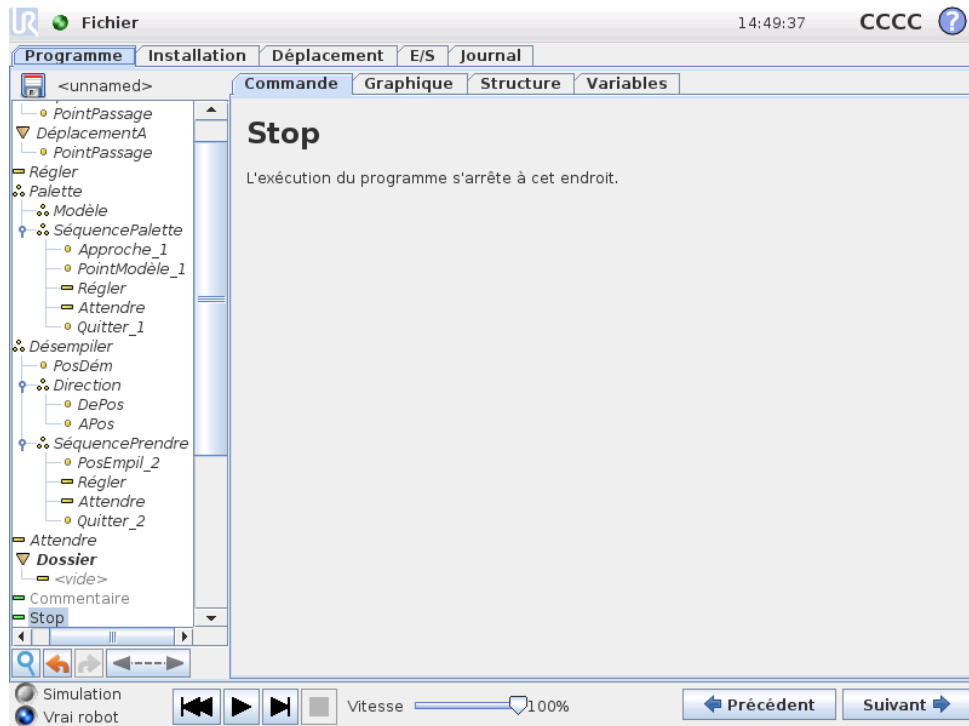 Fichier 14:49:37 CCCC ?
Programme Installation Déplacement E/S Journal
<unnamed>
Commande Graphique Structure Variables
PointPassage
DéplacementA
PointPassage
Régler
Palette
Modèle
SéquencePalette
Approche_1
PointModèle_1
Régler
Attendre
Quitter_1
Désempiler
PosDém
Direction
DePos
APos
SéquencePrendre
PosEmpil_2
Régler
Attendre
Quitter_2
Attendre
Dossier
<vide>
Commentaire
Stop
Stop
L'exécution du programme s'arrête à cet endroit.
Simulation
Vrai robot
Vitesse 100%
Précédent Suivant